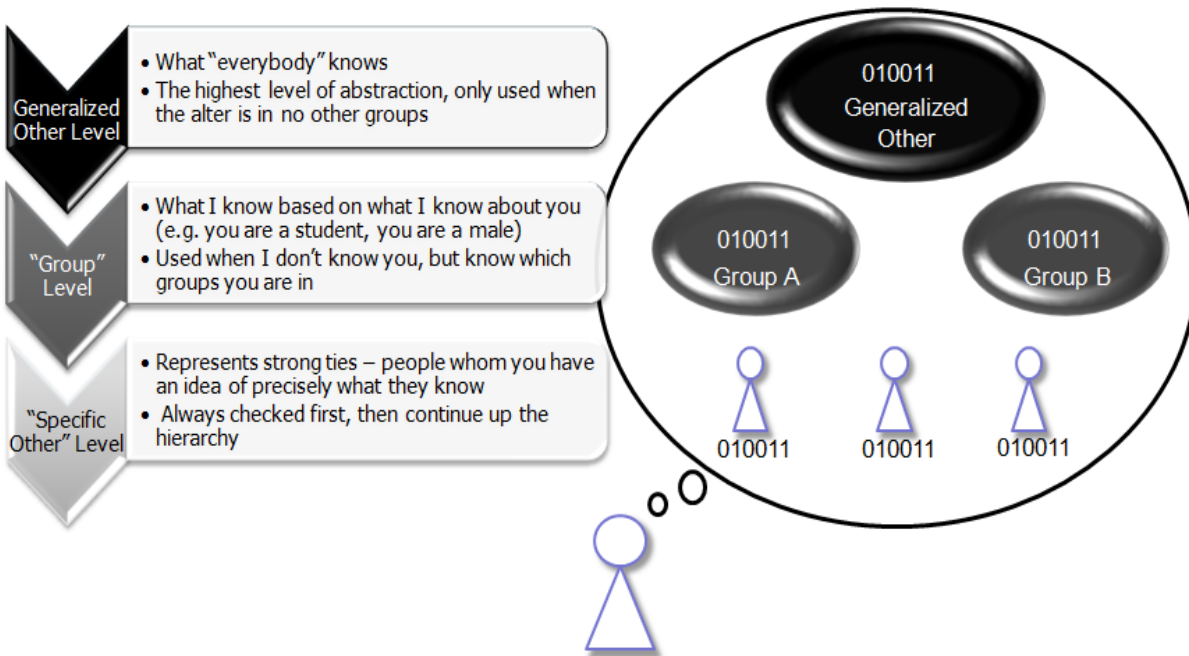 Generalized
Other Level
• What “everybody” knows
• The highest level of abstraction, only used when
the alter is in no other groups
“Group”
Level
• What I know based on what I know about you
(e.g. you are a student, you are a male)
• Used when I don’t know you, but know which
groups you are in
“Specific
Other” Level
• Represents strong ties – people whom you have
an idea of precisely what they know
• Always checked first, then continue up the
hierarchy
010011
Generalized
Other
010011
Group A
010011
Group B
010011
010011
010011